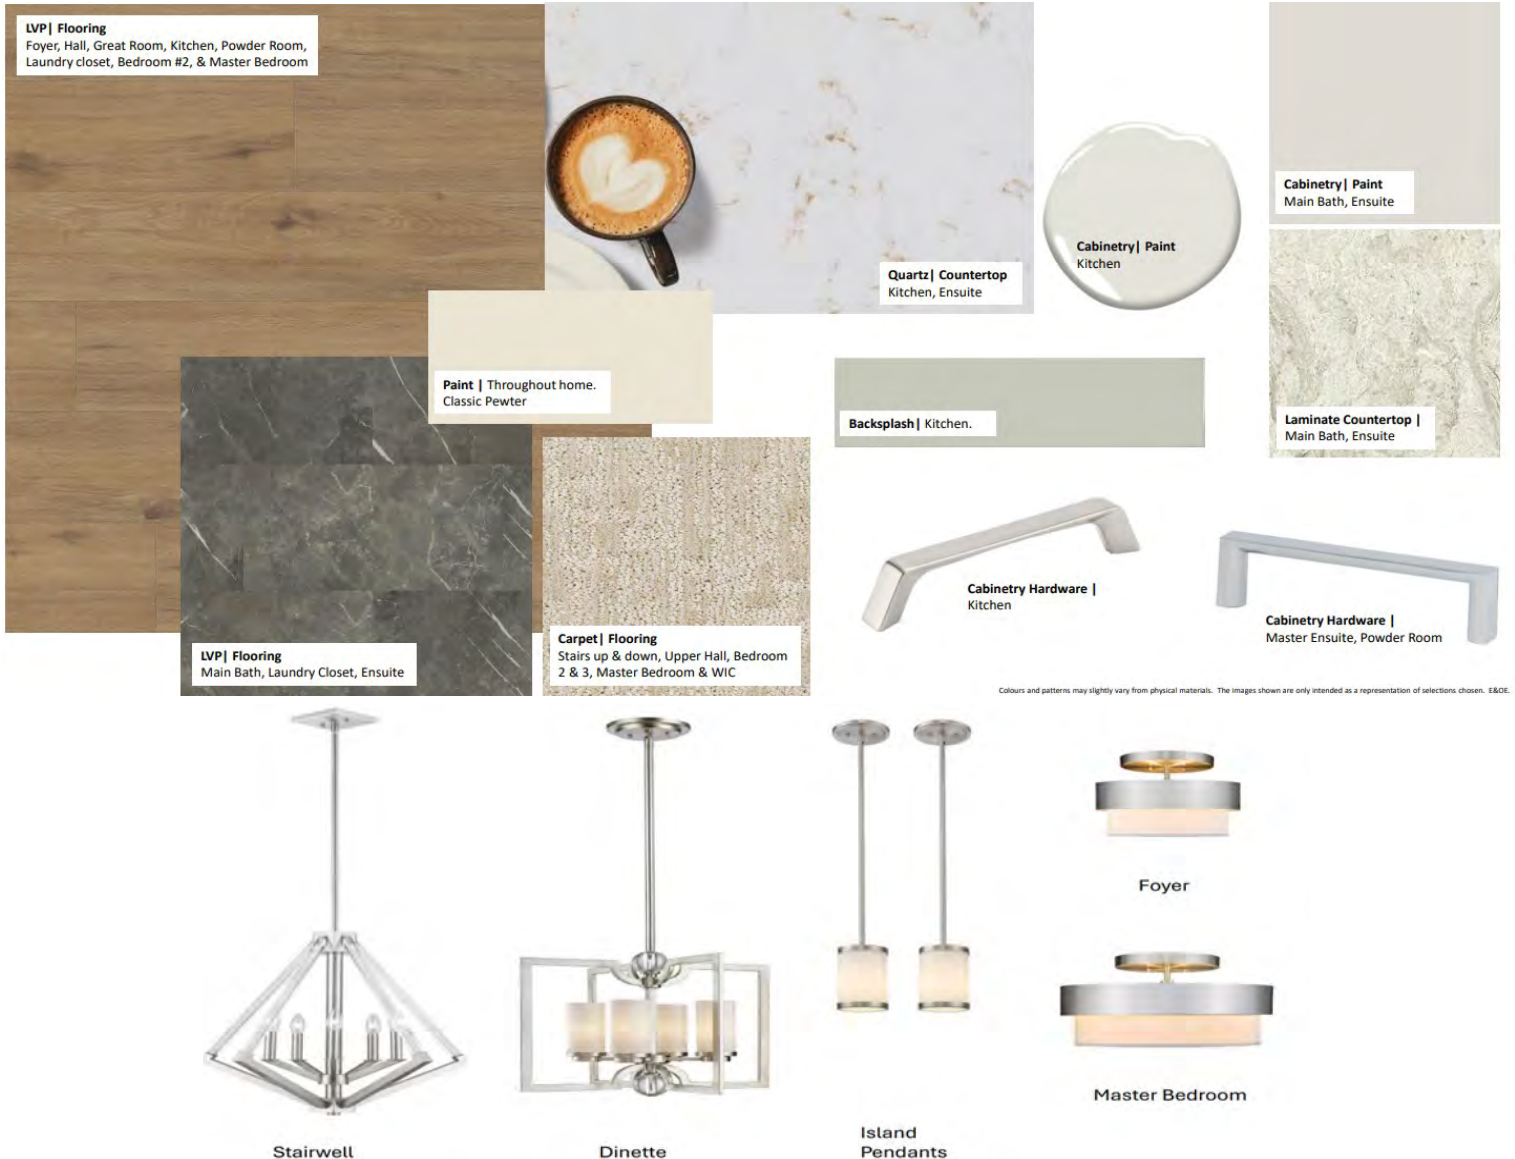 LVP| Flooring
Foyer, Hall, Great Room, Kitchen, Powder Room,
Laundry closet, Bedroom #2, & Master Bedroom
Cabinetry| Paint
Main Bath, Ensuite
Cabinetry| Paint
Kitchen
Quartz| Countertop
Kitchen, Ensuite
Paint | Throughout home.
Classic Pewter
Backsplash| Kitchen.
Laminate Countertop |
Main Bath, Ensuite
Cabinetry Hardware |
Kitchen
Cabinetry Hardware |
Master Ensuite, Powder Room
LVP| Flooring
Main Bath, Laundry Closet, Ensuite
Carpet| Flooring
Stairs up & down, Upper Hall, Bedroom
2 & 3, Master Bedroom & WIC
Colours and patterns may slightly vary from physical materials. The images shown are only intended as a representation of selections chosen. E&OE.
Foyer
Master Bedroom
Stairwell
Dinette
Island
Pendants